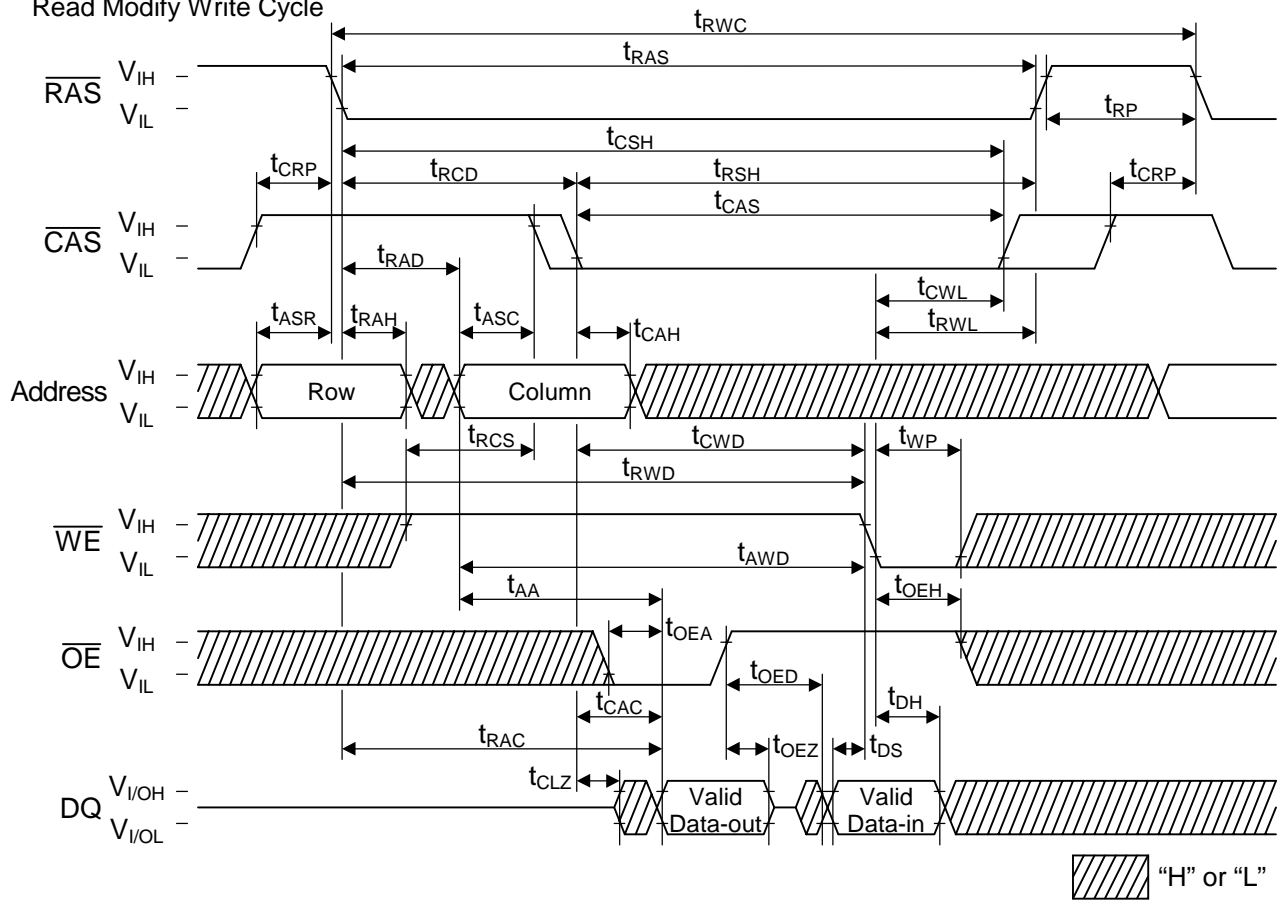 Read Modify Write Cycle
tRWC
tRAS
RAS
VIH
VIL
tRP
tCSH
tCRP
tRCD
tRSH
tCRP
tCAS
CAS
VIH
VIL
tRAD
tCWL
tASR
tRAH
tASC
tCAH
tRWL
Address
VIH
VIL
Row
Column
tRCS
tCWD
tWP
tRWD
WE
VIH
VIL
tAWD
tAA
tOEH
OE
VIH
VIL
tOEA
tOED
tCAC
tDH
tRAC
tOEZ
tDS
tCLZ
DQ
VI/OH
VI/OL
Valid
Data-out
Valid
Data-in
“H” or “L”